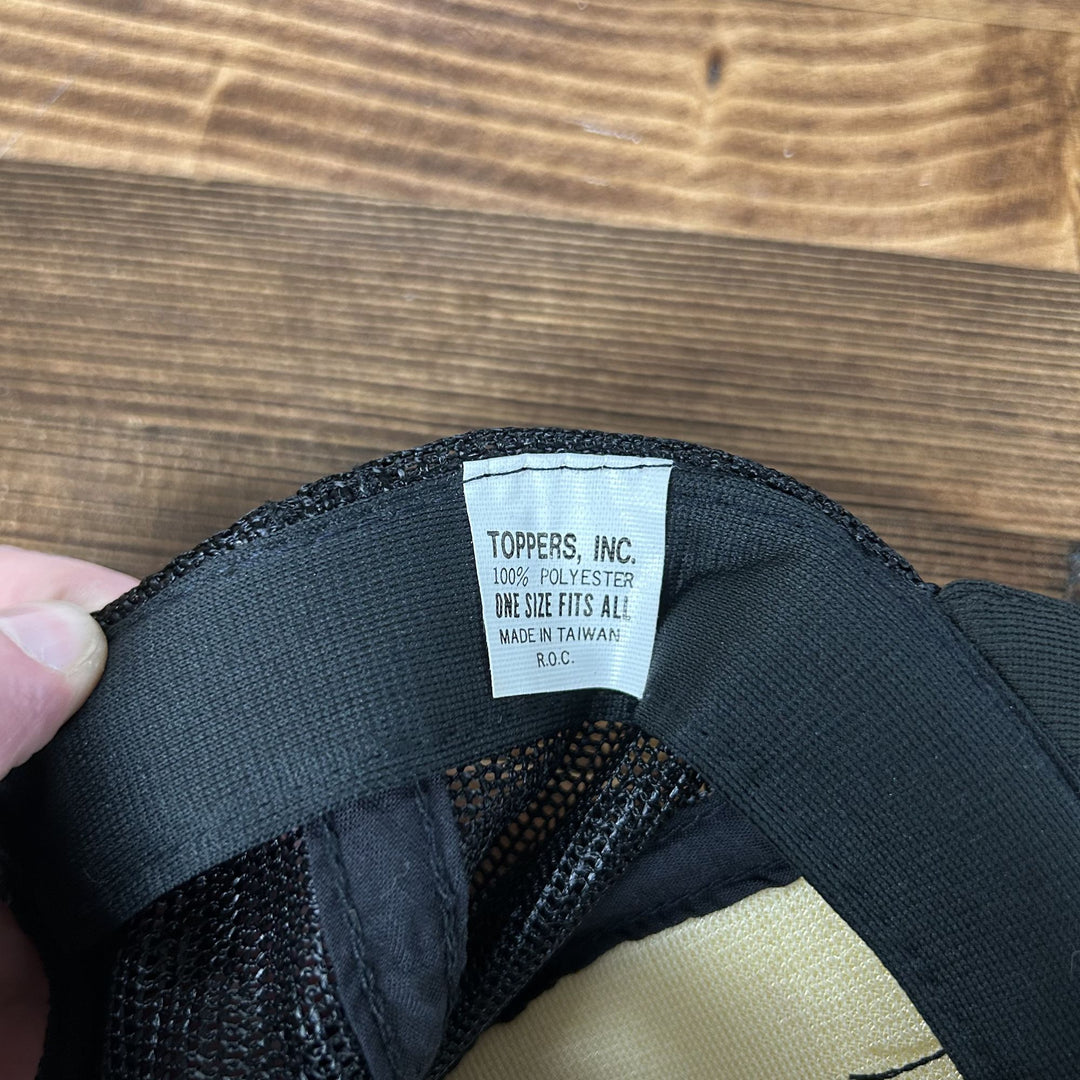 TOPPERS, INC.
100% POLYESTER
ONE SIZE FITS ALL
MADE IN TAIWAN
R.O.C.